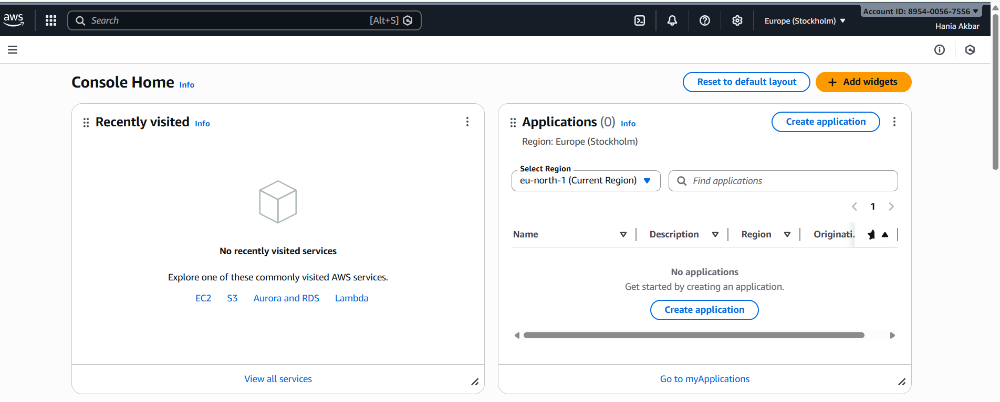 aws
Search [Alt+S]
Europe (Stockholm)
Account ID: 8954-0056-7556
Hania Akbar
Console Home Info
Reset to default layout
Add widgets
Recently visited Info
No recently visited services
Explore one of these commonly visited AWS services.
EC2 S3 Aurora and RDS Lambda
View all services
Applications (0) Info
Create application
Region: Europe (Stockholm)
Select Region
eu-north-1 (Current Region)
Find applications
1
Name Description Region Originati.
No applications
Get started by creating an application.
Create application
Go to myApplications